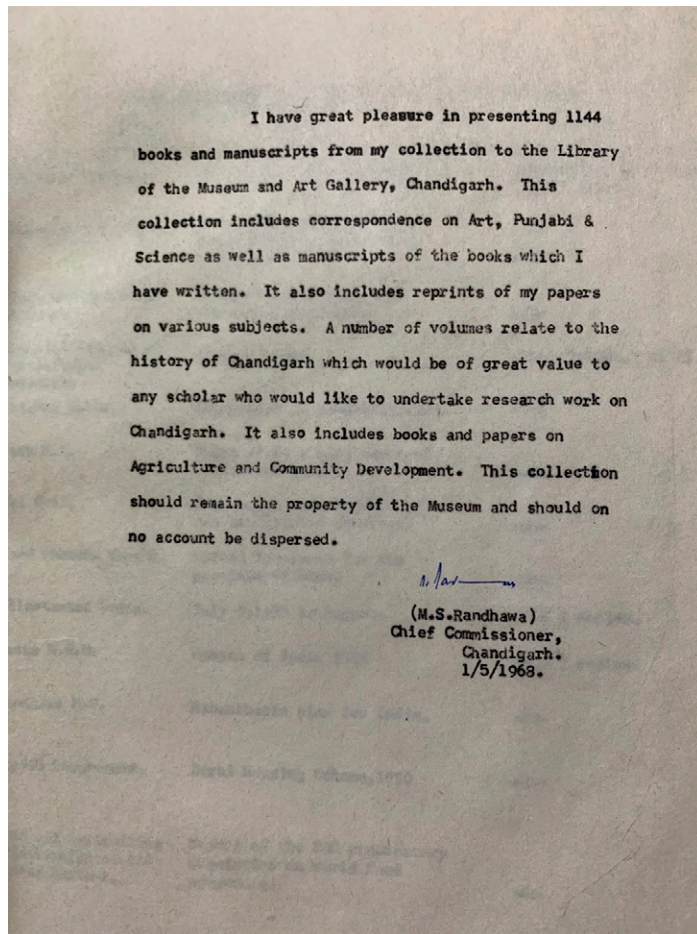 I have great pleasure in presenting 1144
books and manuscripts from my collection to the Library
of the Museum and Art Gallery, Chandigarh. This
collection includes correspondence on Art, Punjabi &
Science as well as manuscripts of the books which I
have written. It also includes reprints of my papers
on various subjects. A number of volumes relate to the
history of Chandigarh which would be of great value to
any scholar who would like to undertake research work on
Chandigarh. It also includes books and papers on
Agriculture and Community Development. This collection
should remain the property of the Museum and should on
no account be dispersed.
(M.S.Randhawa)
Chief Commissioner,
Chandigarh.
1/5/1968.